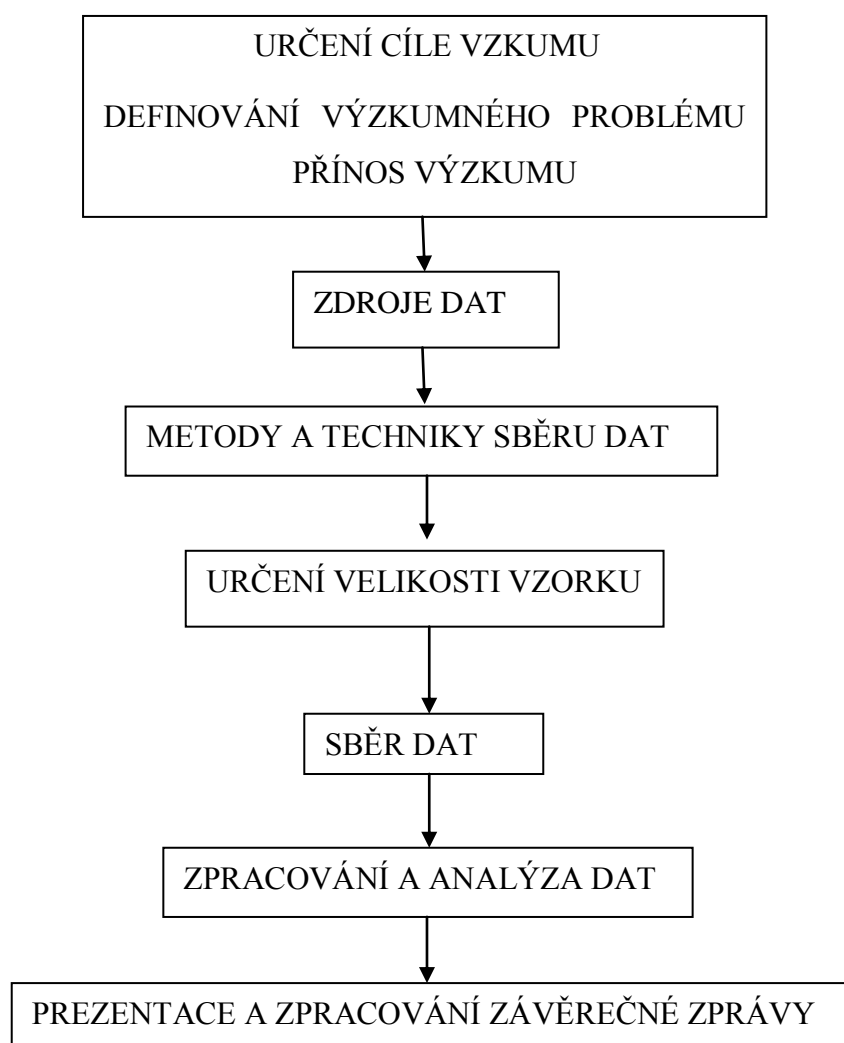 URČENÍ CÍLE VZKUMU
DEFINOVÁNÍ VÝZKUMNÉHO PROBLÉMU
PŘÍNOS VÝZKUMU
ZDROJE DAT
METODY A TECHNIKY SBĚRU DAT
URČENÍ VELIKOSTI VZORKU
SBĚR DAT
ZPRACOVÁNÍ A ANALÝZA DAT
PREZENTACE A ZPRACOVÁNÍ ZÁVĚREČNÉ ZPRÁVY